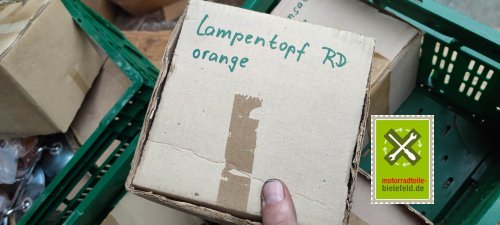 Lampentopf RD
orange
motorradteile-
bielefeld.de